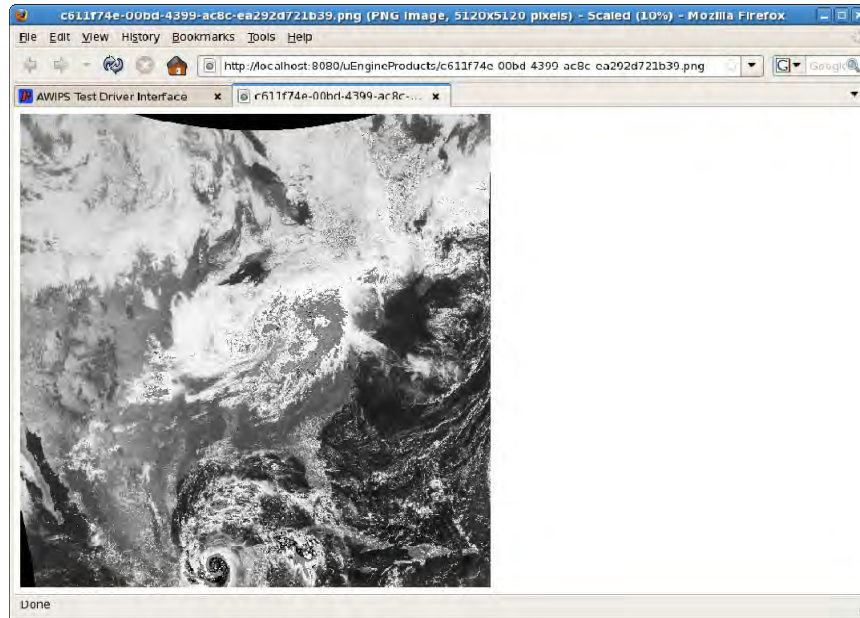 c611f74e-00bd-4399-ac8c-ea292d721b39.png (PNG Image, 5120x5120 pixels) - Scaled (10%) - Mozilla Firefox
File Edit View History Bookmarks Tools Help
http://localhost:8080/uEngineProducts/c611f74e-00bd-4399-ac8c-ea292d721b39.png
G Google
AWIPS Test Driver Interface c611f74e-00bd-4399-ac8c-...
Done